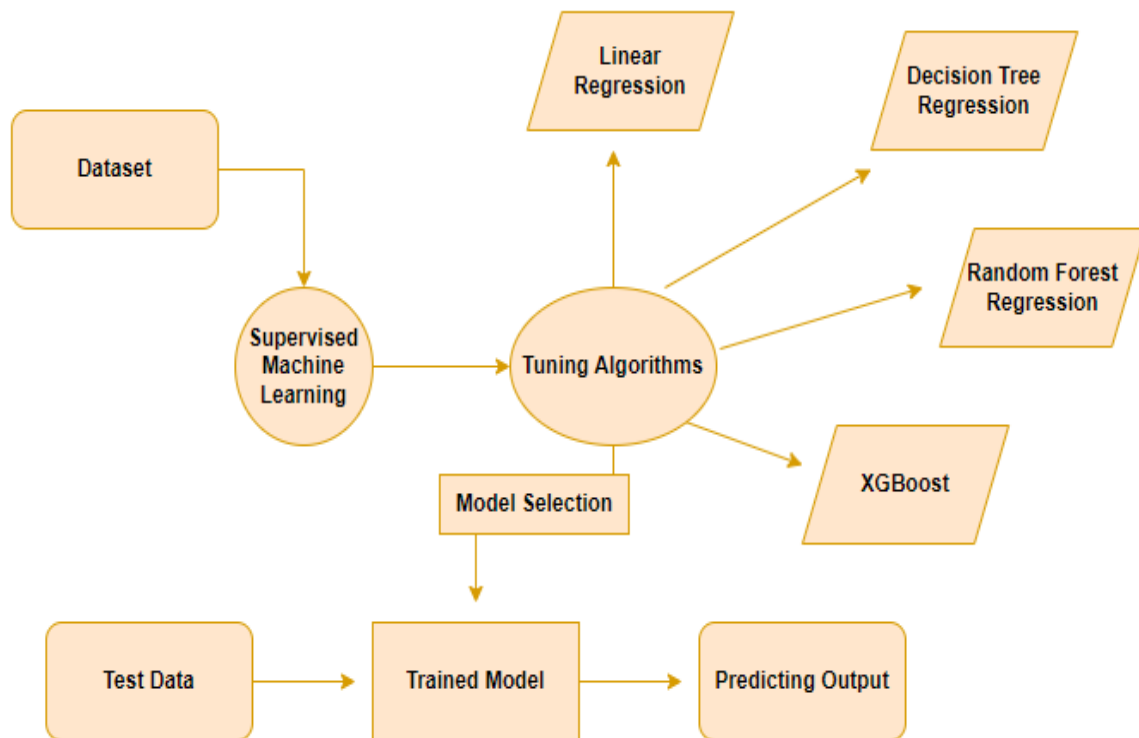 Linear
Regression
Decision Tree
Regression
Dataset
Random Forest
Regression
Supervised
Machine
Learning
Tuning Algorithms
XGBoost
Model Selection
Test Data
Trained Model
Predicting Output